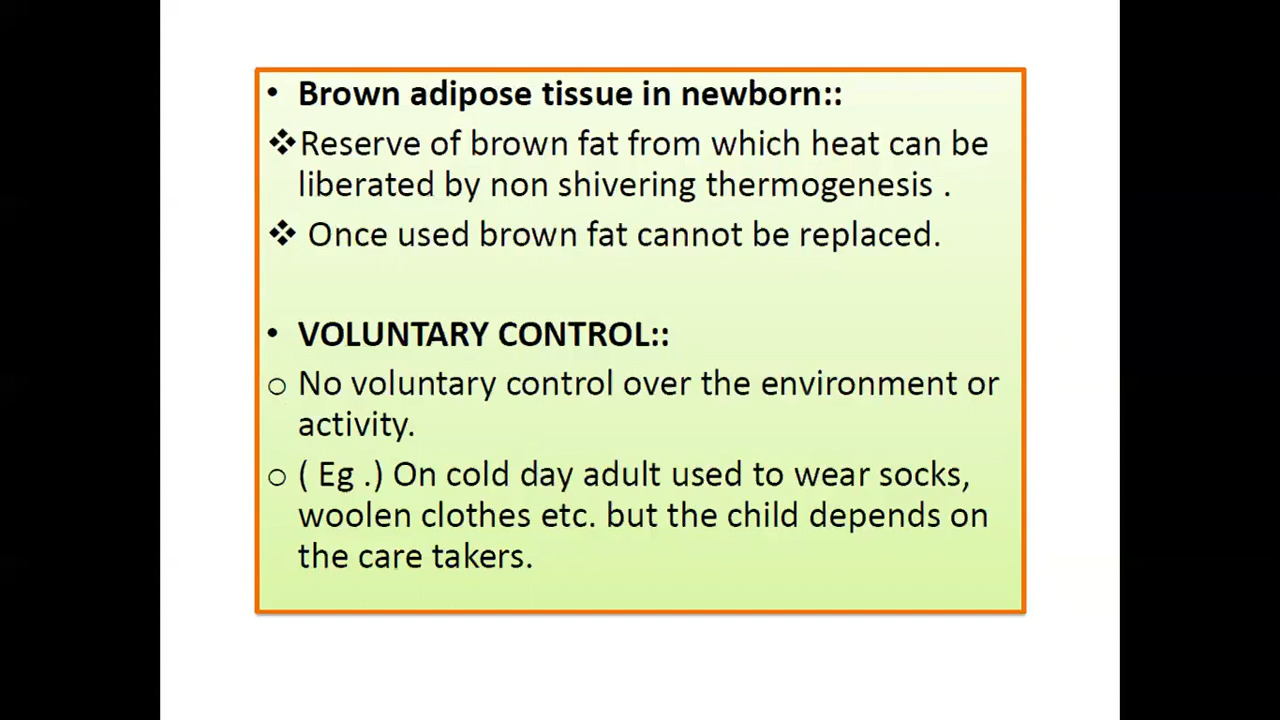 • Brown adipose tissue in newborn::
❖Reserve of brown fat from which heat can be
liberated by non shivering thermogenesis .
❖ Once used brown fat cannot be replaced.
• VOLUNTARY CONTROL::
o No voluntary control over the environment or
activity.
o ( Eg .) On cold day adult used to wear socks,
woolen clothes etc. but the child depends on
the care takers.